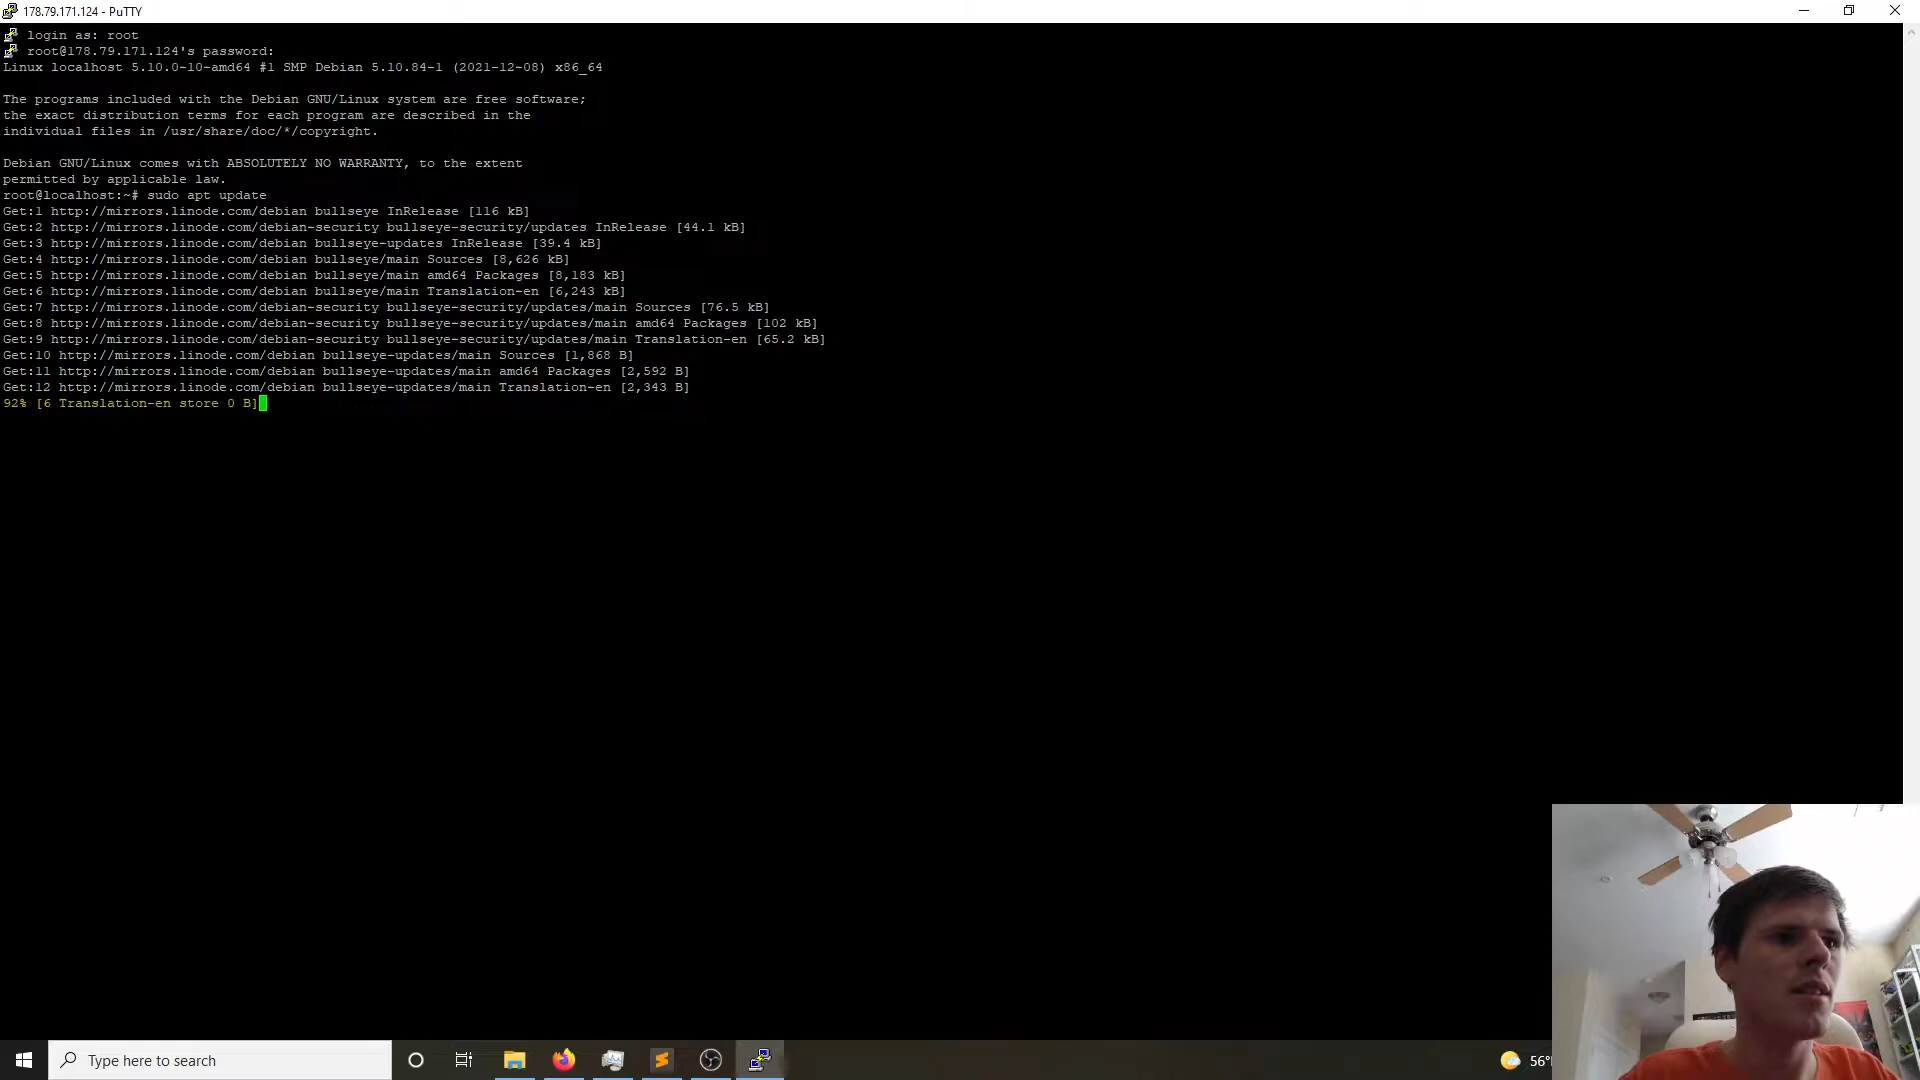 178.79.171.124 - PuTTY
login as: root
root@178.79.171.124's password:
Linux localhost 5.10.0-10-amd64 #1 SMP Debian 5.10.84-1 (2021-12-08) x86_64
The programs included with the Debian GNU/Linux system are free software;
the exact distribution terms for each program are described in the
individual files in /usr/share/doc/*/copyright.
Debian GNU/Linux comes with ABSOLUTELY NO WARRANTY, to the extent
permitted by applicable law.
root@localhost:~# sudo apt update
Get:1 http://mirrors.linode.com/debian bullseye InRelease [116 kB]
Get:2 http://mirrors.linode.com/debian-security bullseye-security/updates InRelease [44.1 kB]
Get:3 http://mirrors.linode.com/debian bullseye-updates InRelease [39.4 kB]
Get:4 http://mirrors.linode.com/debian bullseye/main Sources [8,626 kB]
Get:5 http://mirrors.linode.com/debian bullseye/main amd64 Packages [8,183 kB]
Get:6 http://mirrors.linode.com/debian bullseye/main Translation-en [6,243 kB]
Get:7 http://mirrors.linode.com/debian-security bullseye-security/updates/main Sources [76.5 kB]
Get:8 http://mirrors.linode.com/debian-security bullseye-security/updates/main amd64 Packages [102 kB]
Get:9 http://mirrors.linode.com/debian-security bullseye-security/updates/main Translation-en [65.2 kB]
Get:10 http://mirrors.linode.com/debian bullseye-updates/main Sources [1,868 B]
Get:11 http://mirrors.linode.com/debian bullseye-updates/main amd64 Packages [2,592 B]
Get:12 http://mirrors.linode.com/debian bullseye-updates/main Translation-en [2,343 B]
92% [6 Translation-en store 0 B]
Type here to search
56°